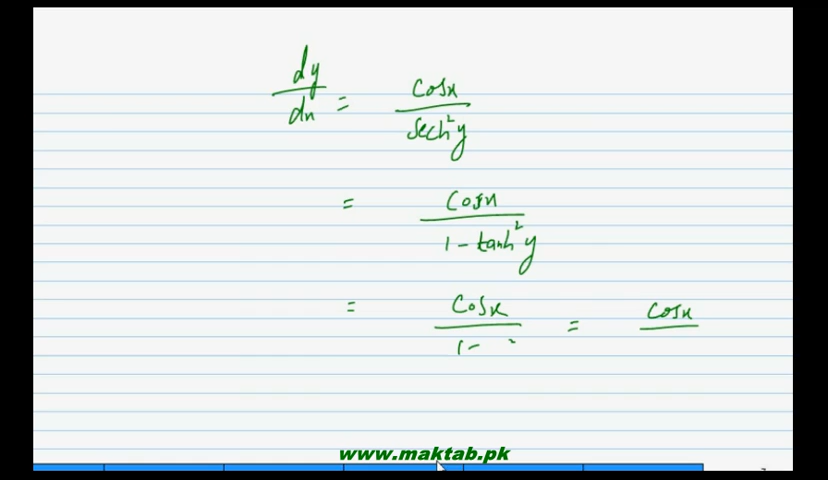 dy/dx = cosx/sech²y
= cosx/1 - tanh²y
= cosx/1 - = cosx
www.maktab.pk